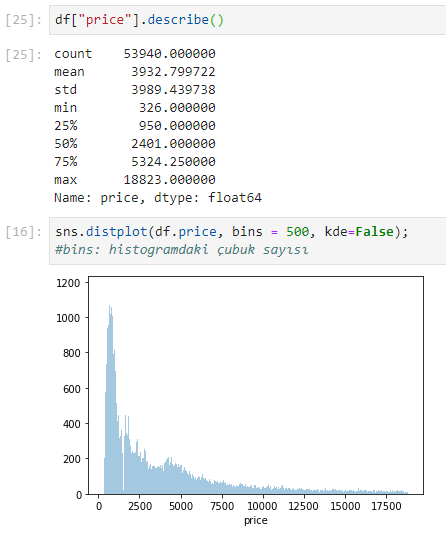 [25]: df["price"].describe()
[25]: count 53940.000000
mean 3932.799722
std 3989.439738
min 326.000000
25% 950.000000
50% 2401.000000
75% 5324.250000
max 18823.000000
Name: price, dtype: float64
[16]: sns.distplot(df.price, bins = 500, kde=False);
#bins: histogramdaki çubuk sayısı
1200
1000
800
600
400
200
0
0 2500 5000 7500 10000 12500 15000 17500
price